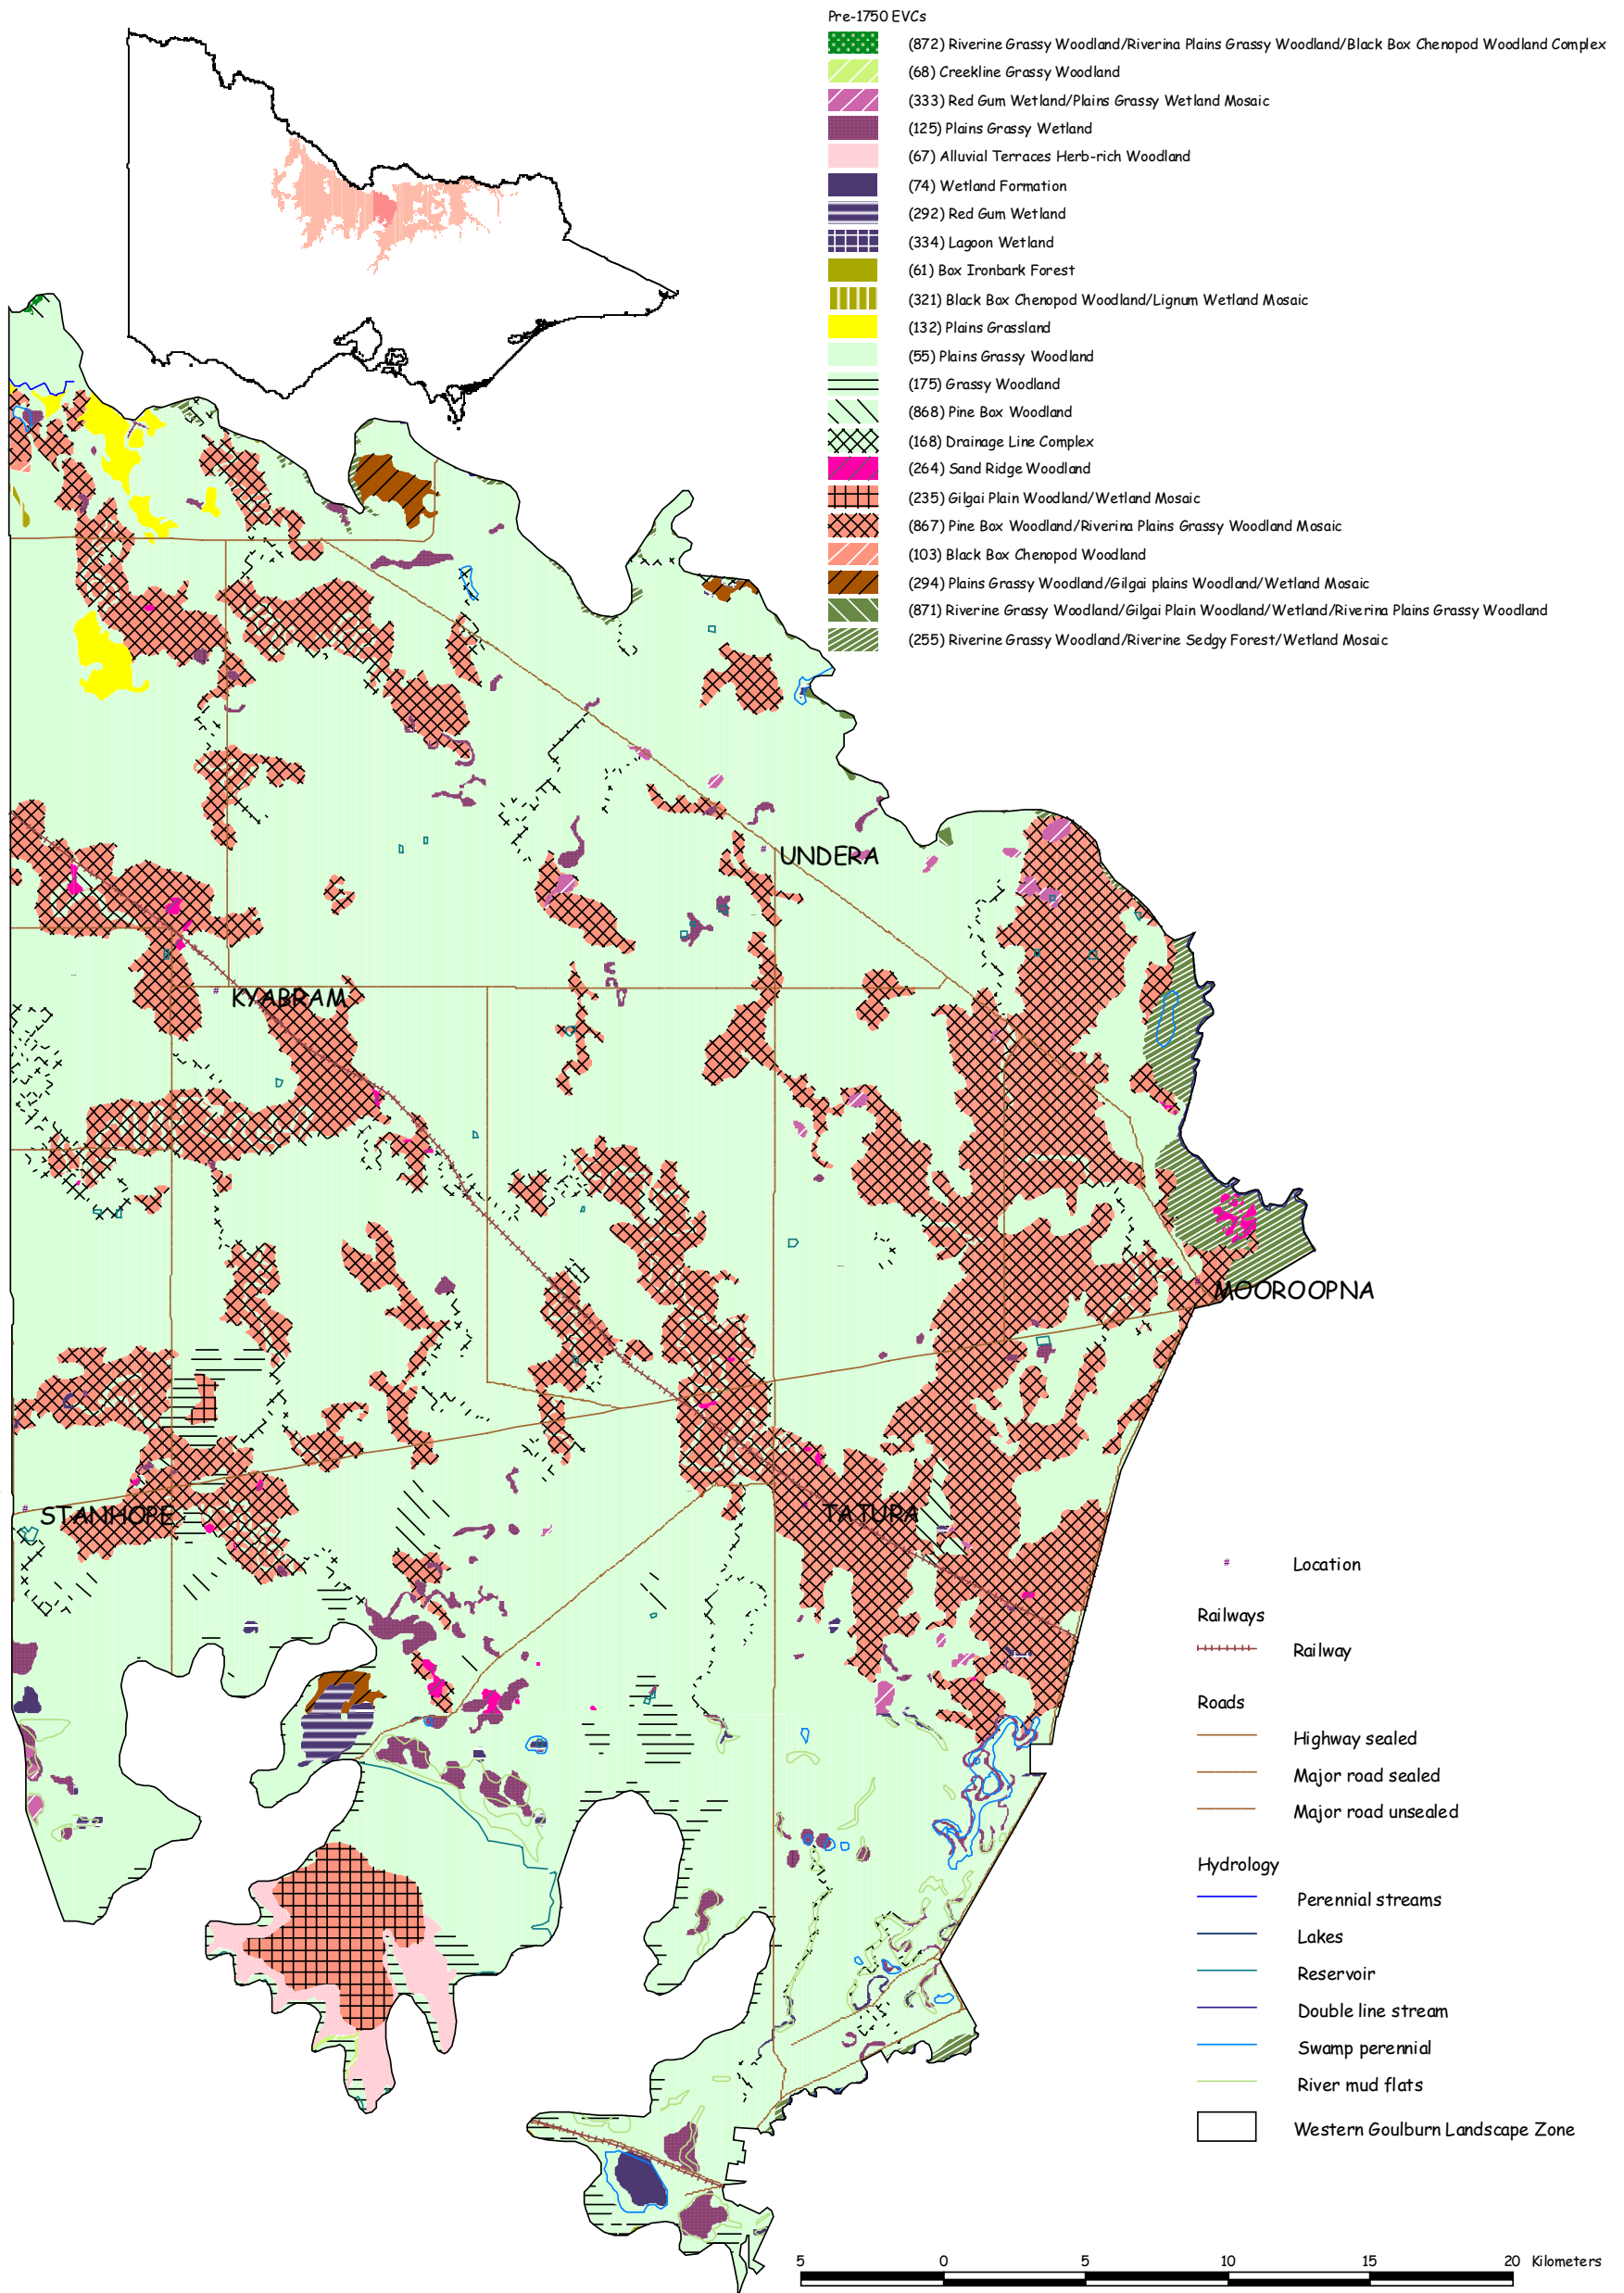 Pre-1750 EVCs
(872) Riverine Grassy Woodland/Riverina Plains Grassy Woodland/Black Box Chenopod Woodland Complex
(68) Creekline Grassy Woodland
(333) Red Gum Wetland/Plains Grassy Wetland Mosaic
(125) Plains Grassy Wetland
(67) Alluvial Terraces Herb-rich Woodland
(74) Wetland Formation
(292) Red Gum Wetland
(334) Lagoon Wetland
(61) Box Ironbark Forest
(321) Black Box Chenopod Woodland/Lignum Wetland Mosaic
(132) Plains Grassland
(55) Plains Grassy Woodland
(175) Grassy Woodland
(868) Pine Box Woodland
(168) Drainage Line Complex
(264) Sand Ridge Woodland
(235) Gilgai Plain Woodland/Wetland Mosaic
(867) Pine Box Woodland/Riverina Plains Grassy Woodland Mosaic
(103) Black Box Chenopod Woodland
(294) Plains Grassy Woodland/Gilgai plains Woodland/Wetland Mosaic
(871) Riverine Grassy Woodland/Gilgai Plain Woodland/Wetland/Riverina Plains Grassy Woodland
(255) Riverine Grassy Woodland/Riverine Sedgy Forest/Wetland Mosaic
UNDERA
KYABRAM
MOOROOPNA
STANHOPE
TATURA
# Location
Railways
Railway
Roads
Highway sealed
Major road sealed
Major road unsealed
Hydrology
Perennial streams
Lakes
Reservoir
Double line stream
Swamp perennial
River mud flats
Western Goulburn Landscape Zone
5 0 5 10 15 20 Kilometers